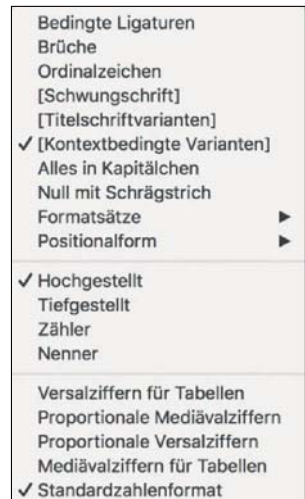 Bedingte Ligaturen
Brüche
Ordinalzeichen
[Schwungschrift]
[Titelschriftvarianten]
✓ [Kontextbedingte Varianten]
Alles in Kapitälchen
Null mit Schrägstrich
Formatsätze ▶
Positionalform ▶
✓ Hochgestellt
Tiefgestellt
Zähler
Nenner
Versalziffern für Tabellen
Proportionale Mediävalziffern
Proportionale Versalziffern
Mediävalziffern für Tabellen
✓ Standardzahlenformat